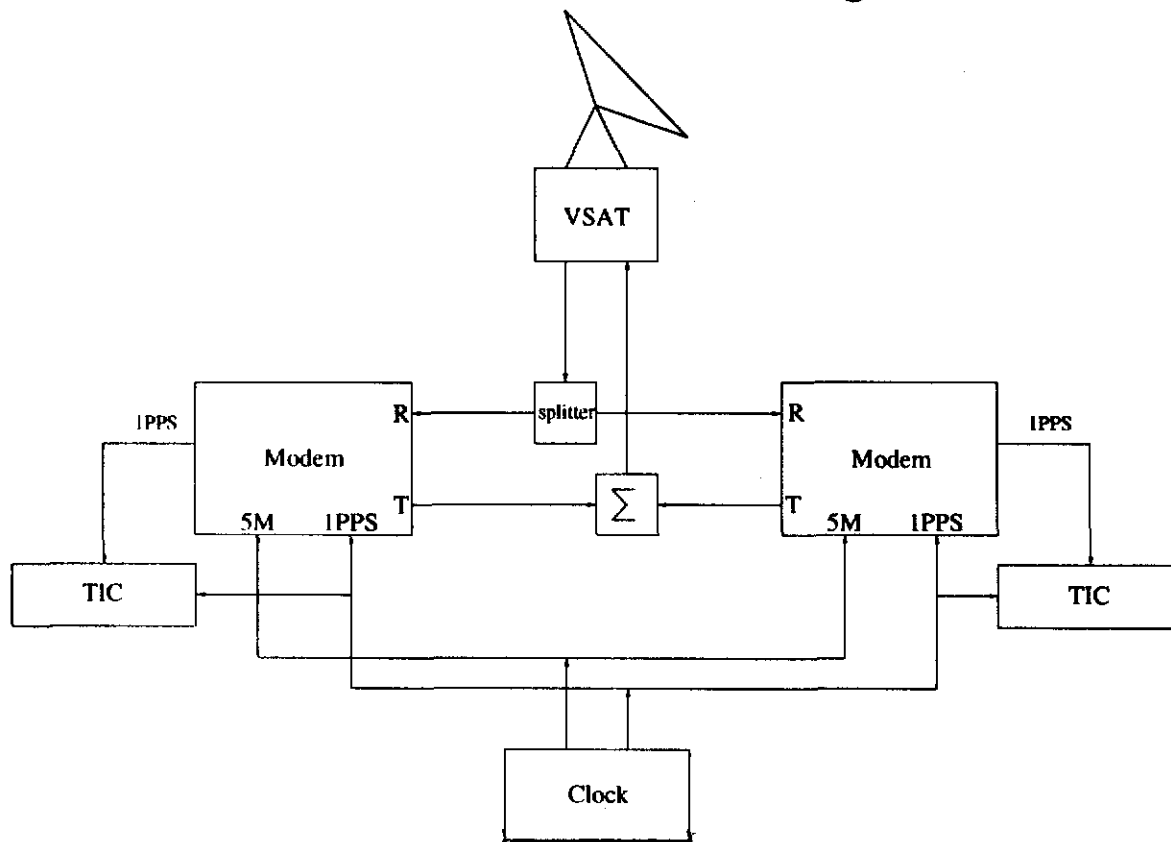 VSAT
splitter
1PPS
R
Modem
T
5M 1PPS
TIC
Σ
R
1PPS
Modem
T
5M 1PPS
TIC
Clock